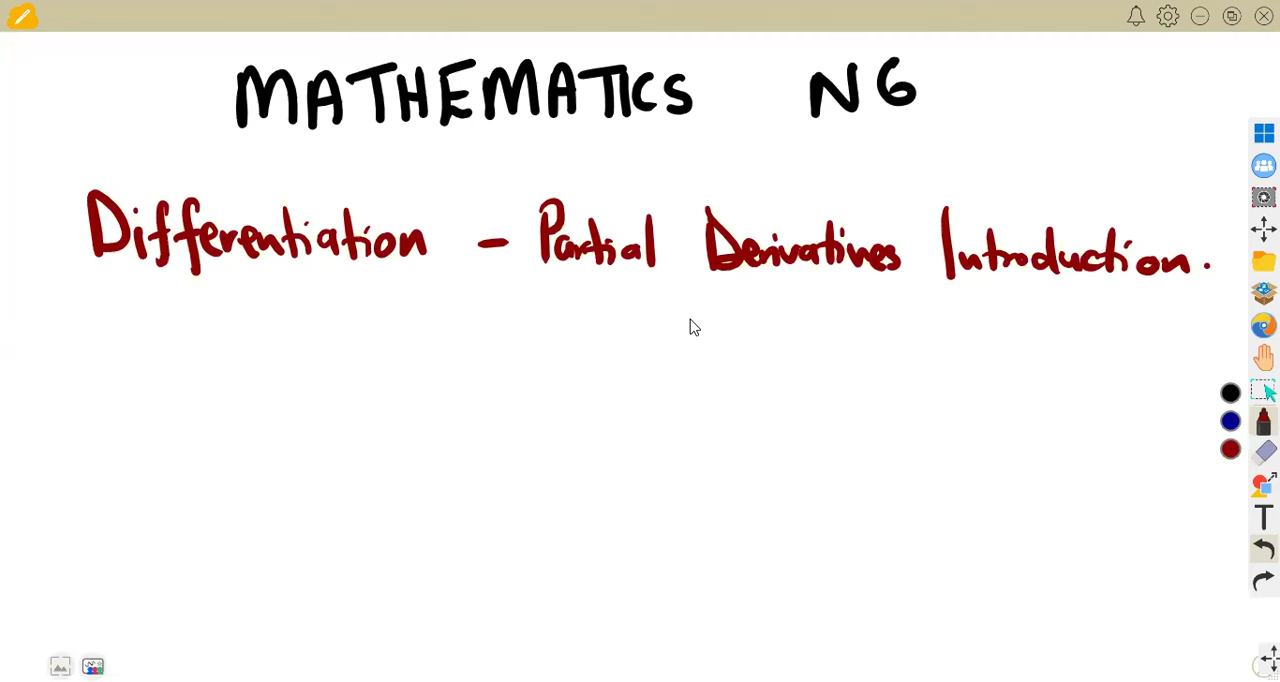 MATHEMATICS N6
Differentiation - Partial Derivatives Introduction.